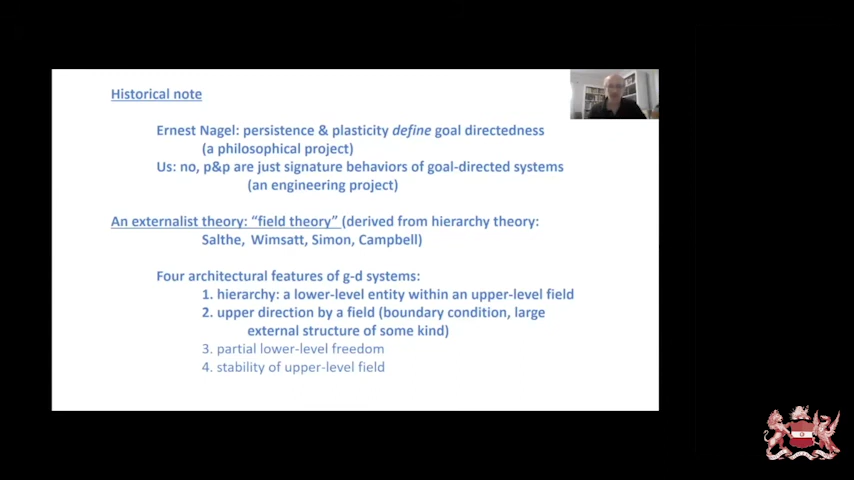 Historical note
Ernest Nagel: persistence & plasticity define goal directedness
(a philosophical project)
Us: no, p&p are just signature behaviors of goal-directed systems
(an engineering project)
An externalist theory: “field theory” (derived from hierarchy theory:
Salthe, Wimsatt, Simon, Campbell)
Four architectural features of g-d systems:
1. hierarchy: a lower-level entity within an upper-level field
2. upper direction by a field (boundary condition, large
external structure of some kind)
3. partial lower-level freedom
4. stability of upper-level field